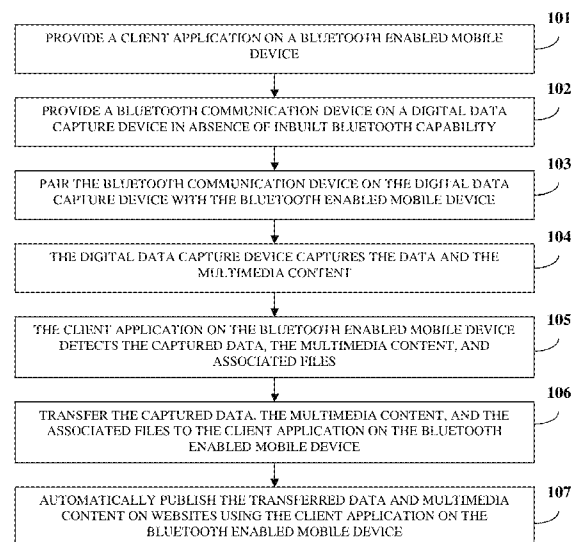 101
PROVIDE A CLIENT APPLICATION ON A BLUETOOTH ENABLED MOBILE
DEVICE
102
PROVIDE A BLUETOOTH COMMUNICATION DEVICE ON A DIGITAL DATA
CAPTURE DEVICE IN ABSENCE OF INBUILT BLUETOOTH CAPABILITY
103
PAIR THE BLUETOOTH COMMUNICATION DEVICE ON THE DIGITAL DATA
CAPTURE DEVICE WITH THE BLUETOOTH ENABLED MOBILE DEVICE
104
THE DIGITAL DATA CAPTURE DEVICE CAPTURES THE DATA AND THE
MULTIMEDIA CONTENT
105
THE CLIENT APPLICATION ON THE BLUETOOTH ENABLED MOBILE DEVICE
DETECTS THE CAPTURED DATA, THE MULTIMEDIA CONTENT, AND
ASSOCIATED FILES
106
TRANSFER THE CAPTURED DATA, THE MULTIMEDIA CONTENT, AND THE
ASSOCIATED FILES TO THE CLIENT APPLICATION ON THE BLUETOOTH
ENABLED MOBILE DEVICE
107
AUTOMATICALLY PUBLISH THE TRANSFERRED DATA AND MULTIMEDIA
CONTENT ON WEBSITES USING THE CLIENT APPLICATION ON THE
BLUETOOTH ENABLED MOBILE DEVICE